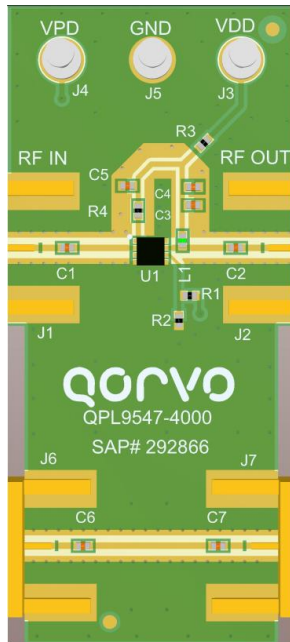 VPD GND VDD
J4 J5 J3
R3
RF IN RF OUT
C5 C4
R4 C3
U1 L1
C1 C2
R1
J1 R2 J2
QORVO
QPL9547-4000
SAP# 292866
J6 J7
C6 C7